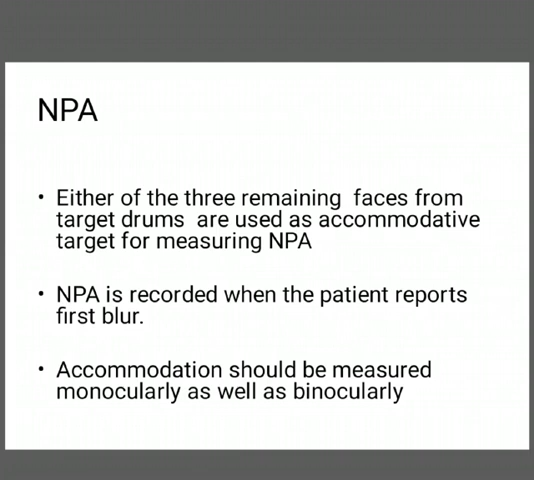 NPA
• Either of the three remaining faces from
target drums are used as accommodative
target for measuring NPA
• NPA is recorded when the patient reports
first blur.
• Accommodation should be measured
monocularly as well as binocularly